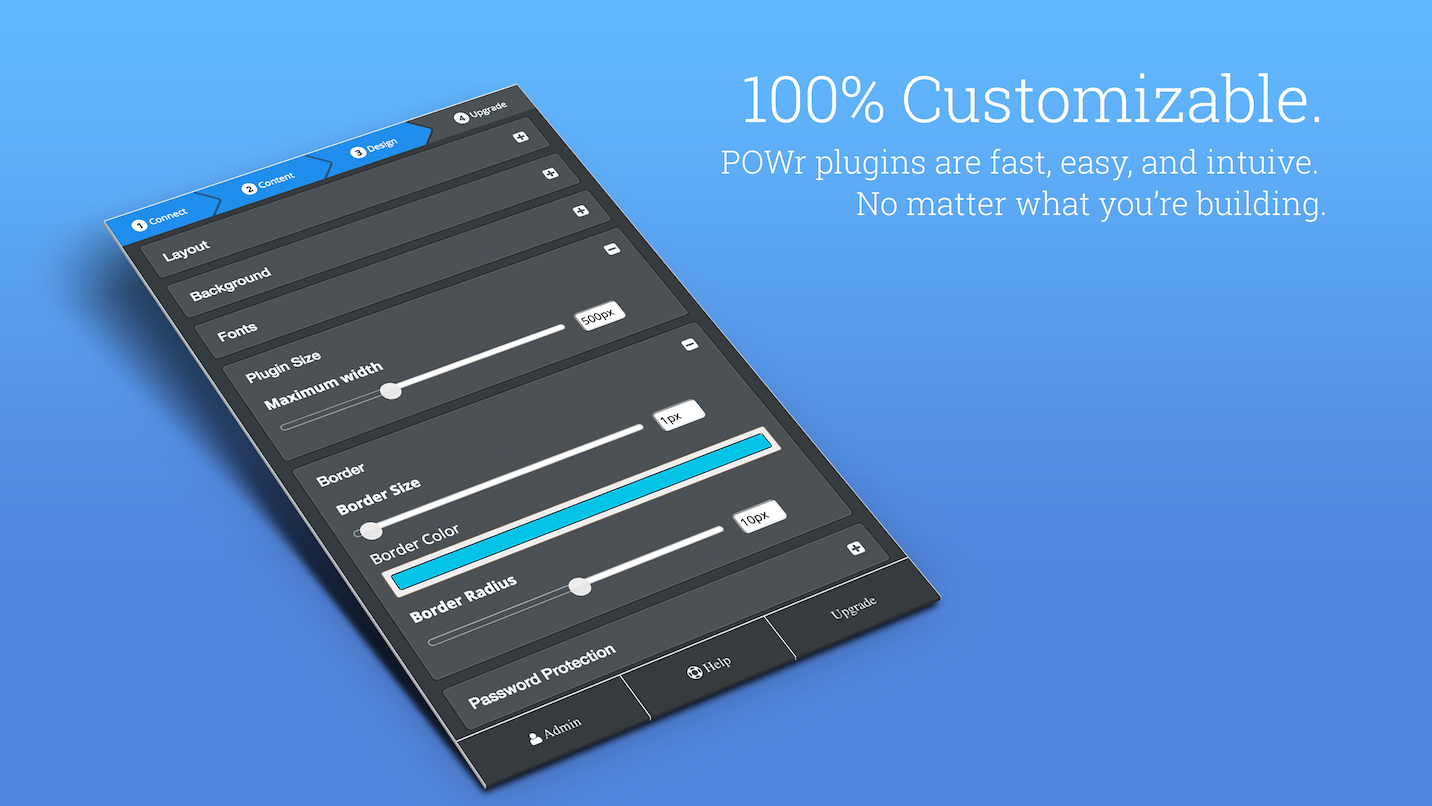 100% Customizable.
POWr plugins are fast, easy, and intuive.
No matter what you're building.
1 Connect
2 Content
3 Design
4 Upgrade
Layout
Background
Fonts
Plugin Size
Maximum width
500px
Border
Border Size
1px
Border Color
Border Radius
10px
Password Protection
Admin
Help
Upgrade